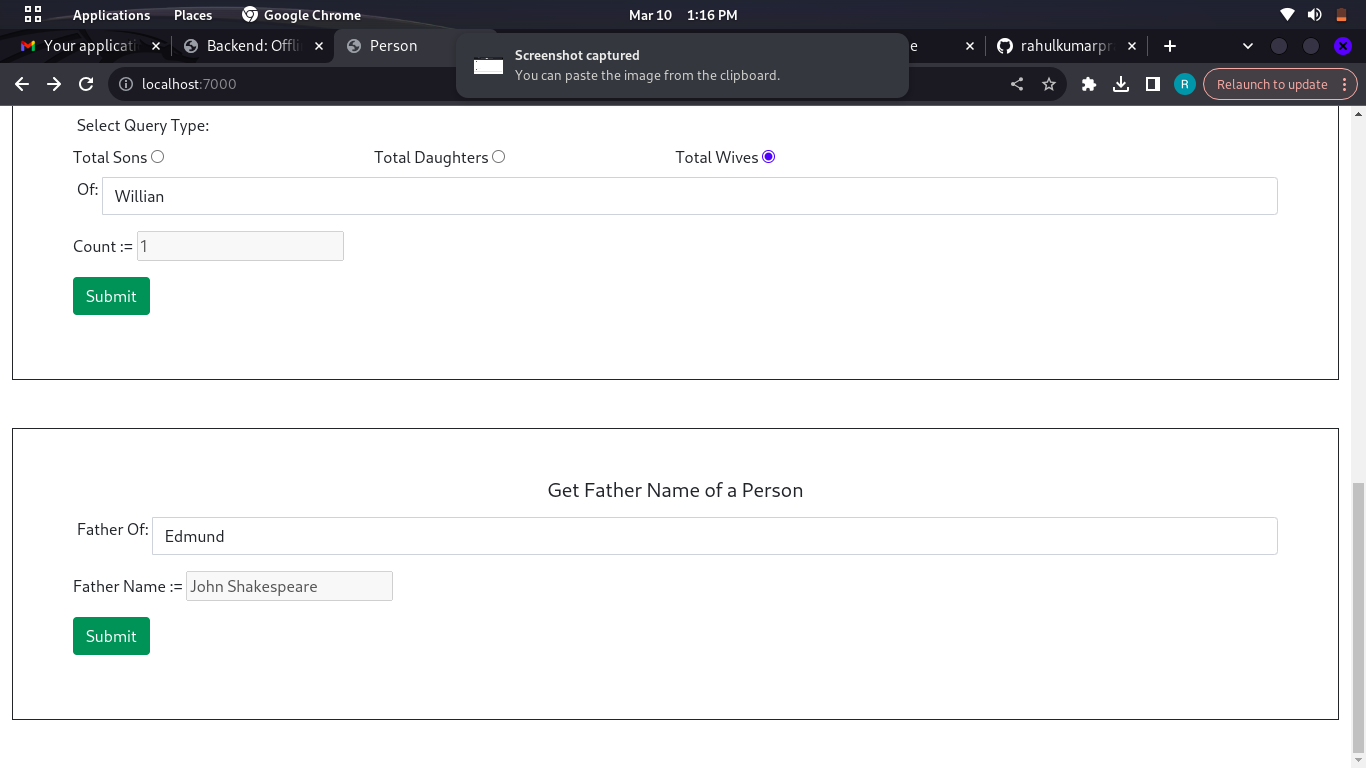 Applications Places Google Chrome Mar 10 1:16 PM
Your applicati Backend: Offli Person e rahulkumarpr
Screenshot captured
You can paste the image from the clipboard.
localhost:7000 R Relaunch to update
Select Query Type:
Total Sons Total Daughters Total Wives
Of: Willian
Count := 1
Submit
Get Father Name of a Person
Father Of: Edmund
Father Name := John Shakespeare
Submit